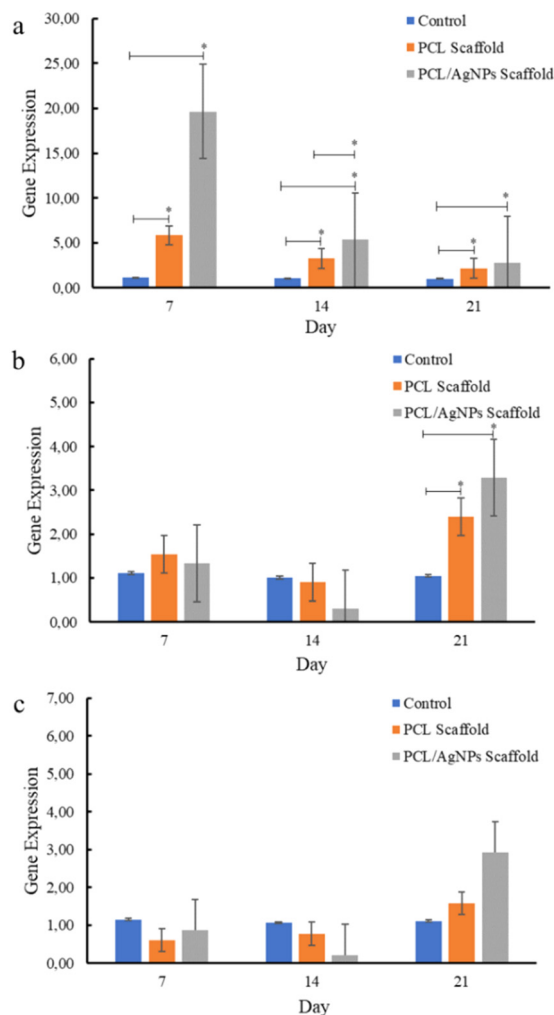 a
30,00
25,00
20,00
15,00
10,00
5,00
0,00
Gene Expression
Control
PCL Scaffold
PCL/AgNPs Scaffold
*
*
*
*
*
*
*
7
14
21
Day
b
6,00
5,00
4,00
3,00
2,00
1,00
0,00
Gene Expression
Control
PCL Scaffold
PCL/AgNPs Scaffold
*
*
7
14
21
Day
c
7,00
6,00
5,00
4,00
3,00
2,00
1,00
0,00
Gene Expression
Control
PCL Scaffold
PCL/AgNPs Scaffold
7
14
21
Day